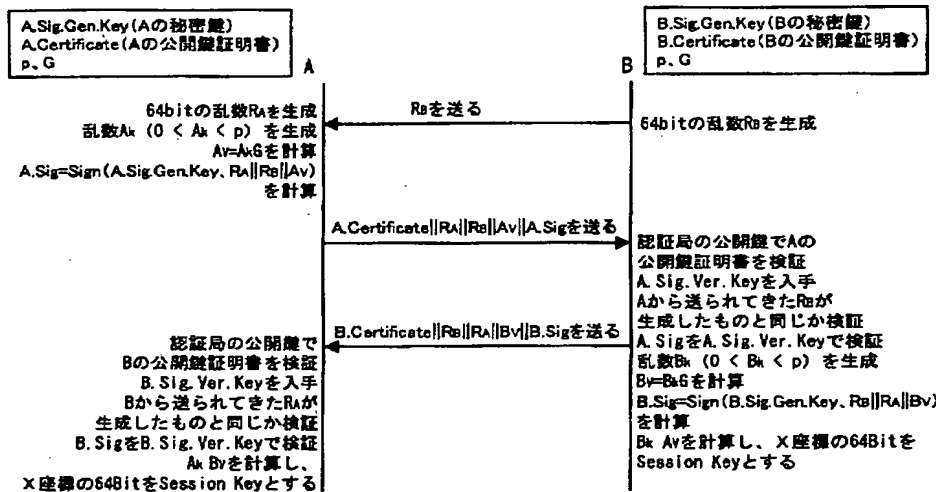 A.Sig.Gen.Key(Aの秘密鍵)
A.Certificate(Aの公開鍵証明書)
p、G
B.Sig.Gen.Key(Bの秘密鍵)
B.Certificate(Bの公開鍵証明書)
p、G
A
B
64bitの乱数RAを生成
乱数Ak (0 < Ak < p) を生成
Av=AkGを計算
A.Sig=Sign(A.Sig.Gen.Key、RA||RB||Av)
を計算
RBを送る
64bitの乱数RBを生成
A.Certificate||RA||RB||Av||A.Sigを送る
認証局の公開鍵でAの
公開鍵証明書を検証
A.Sig.Ver.Keyを入手
Aから送られてきたRBが
生成したものと同じか検証
A.SigをA.Sig.Ver.Keyで検証
乱数Bk (0 < Bk < p) を生成
Bv=BkGを計算
B.Sig=Sign(B.Sig.Gen.Key、RB||RA||Bv)
を計算
Bk Avを計算し、X座標の64Bitを
Session Keyとする
B.Certificate||RB||RA||Bv||B.Sigを送る
認証局の公開鍵で
Bの公開鍵証明書を検証
B.Sig.Ver.Keyを入手
Bから送られてきたRAが
生成したものと同じか検証
B.SigをB.Sig.Ver.Keyで検証
Ak Bvを計算し、
X座標の64BitをSession Keyとする